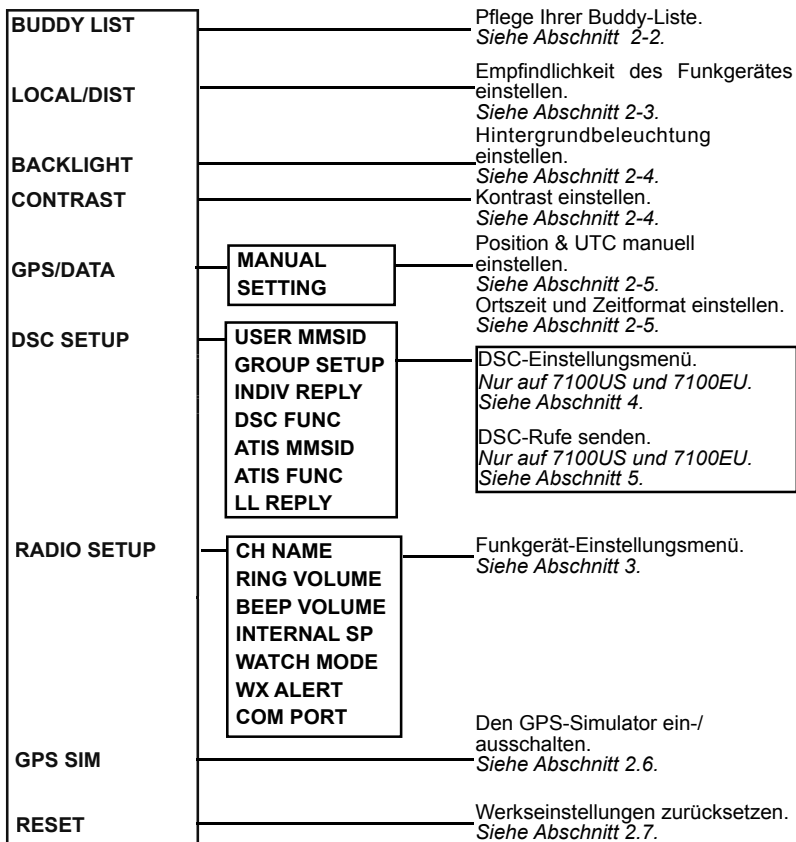 BUDDY LIST
Pflege Ihrer Buddy-Liste.
Siehe Abschnitt 2-2.
LOCAL/DIST
Empfindlichkeit des Funkgerätes
einstellen.
Siehe Abschnitt 2-3.
BACKLIGHT
Hintergrundbeleuchtung
einstellen.
Siehe Abschnitt 2-4.
CONTRAST
Kontrast einstellen.
Siehe Abschnitt 2-4.
GPS/DATA
MANUAL
SETTING
Position & UTC manuell
einstellen.
Siehe Abschnitt 2-5.
Ortszeit und Zeitformat einstellen.
Siehe Abschnitt 2-5.
DSC SETUP
USER MMSID
GROUP SETUP
INDIV REPLY
DSC FUNC
ATIS MMSID
ATIS FUNC
LL REPLY
DSC-Einstellungsmenü.
Nur auf 7100US und 7100EU.
Siehe Abschnitt 4.
DSC-Rufe senden.
Nur auf 7100US und 7100EU.
Siehe Abschnitt 5.
RADIO SETUP
CH NAME
RING VOLUME
BEEP VOLUME
INTERNAL SP
WATCH MODE
WX ALERT
COM PORT
Funkgerät-Einstellungsmenü.
Siehe Abschnitt 3.
GPS SIM
Den GPS-Simulator ein-/
ausschalten.
Siehe Abschnitt 2.6.
RESET
Werkseinstellungen zurücksetzen.
Siehe Abschnitt 2.7.